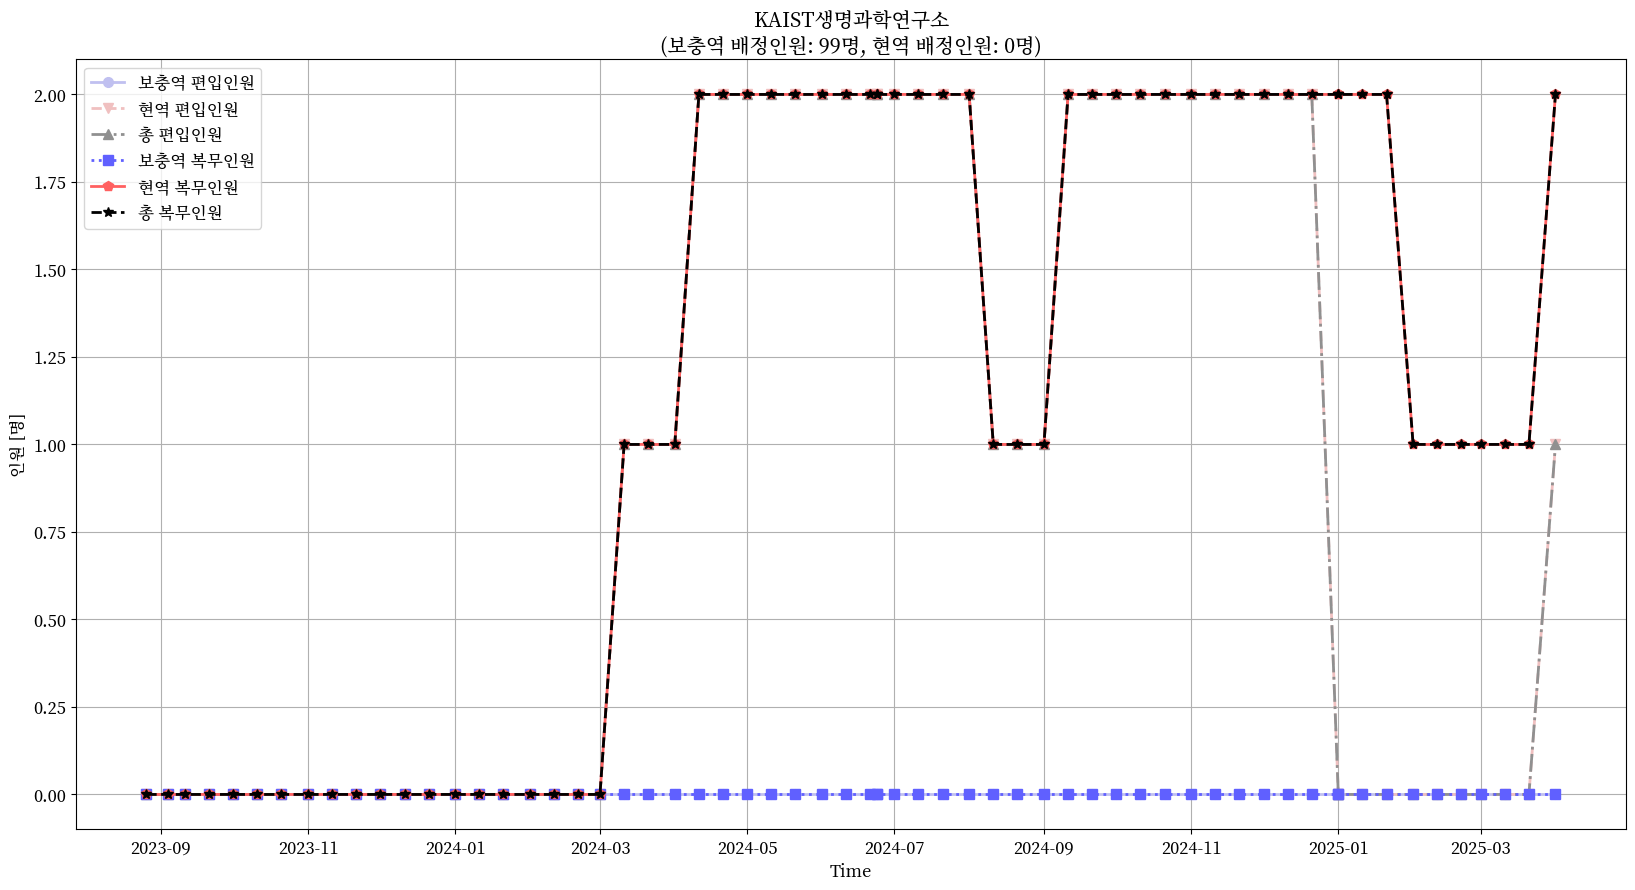 KAIST생명과학연구소
(보충역 배정인원: 99명, 현역 배정인원: 0명)
보충역 편입인원
현역 편입인원
총 편입인원
보충역 복무인원
현역 복무인원
총 복무인원
2.00
1.75
1.50
1.25
1.00
0.75
0.50
0.25
0.00
인원 [명]
2023-09
2023-11
2024-01
2024-03
2024-05
2024-07
2024-09
2024-11
2025-01
2025-03
Time